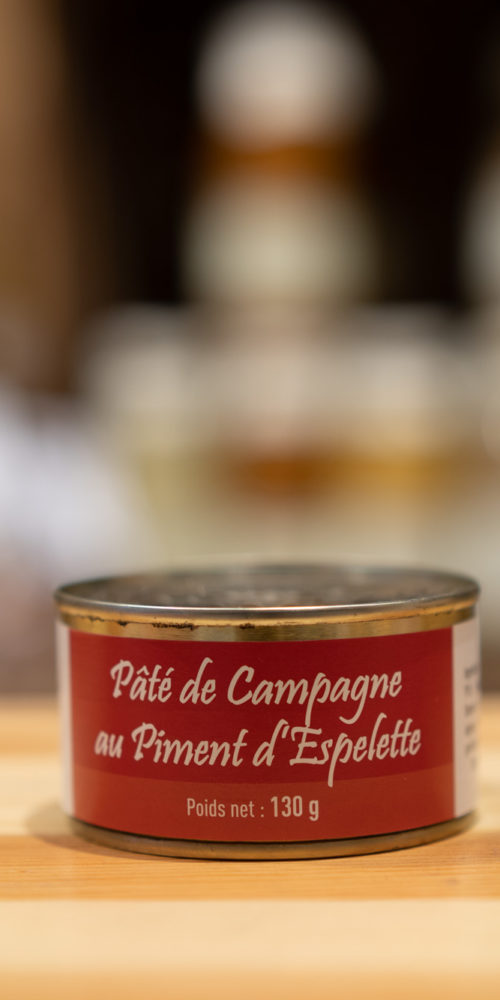 Pâté de Campagne
au Piment d'Espelette
Poids net : 130 g